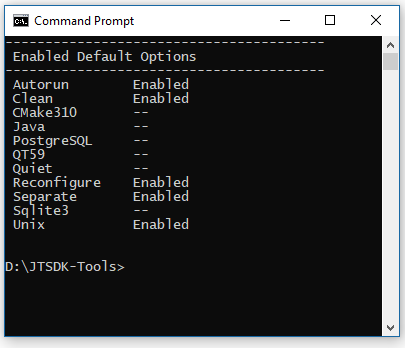 Command Prompt
----------------------------------------
Enabled Default Options
----------------------------------------
Autorun Enabled
Clean Enabled
CMake310 --
Java --
PostgreSQL --
QT59 --
Quiet --
Reconfigure Enabled
Separate Enabled
Sqlite3 --
Unix Enabled
D:\JTSDK-Tools>